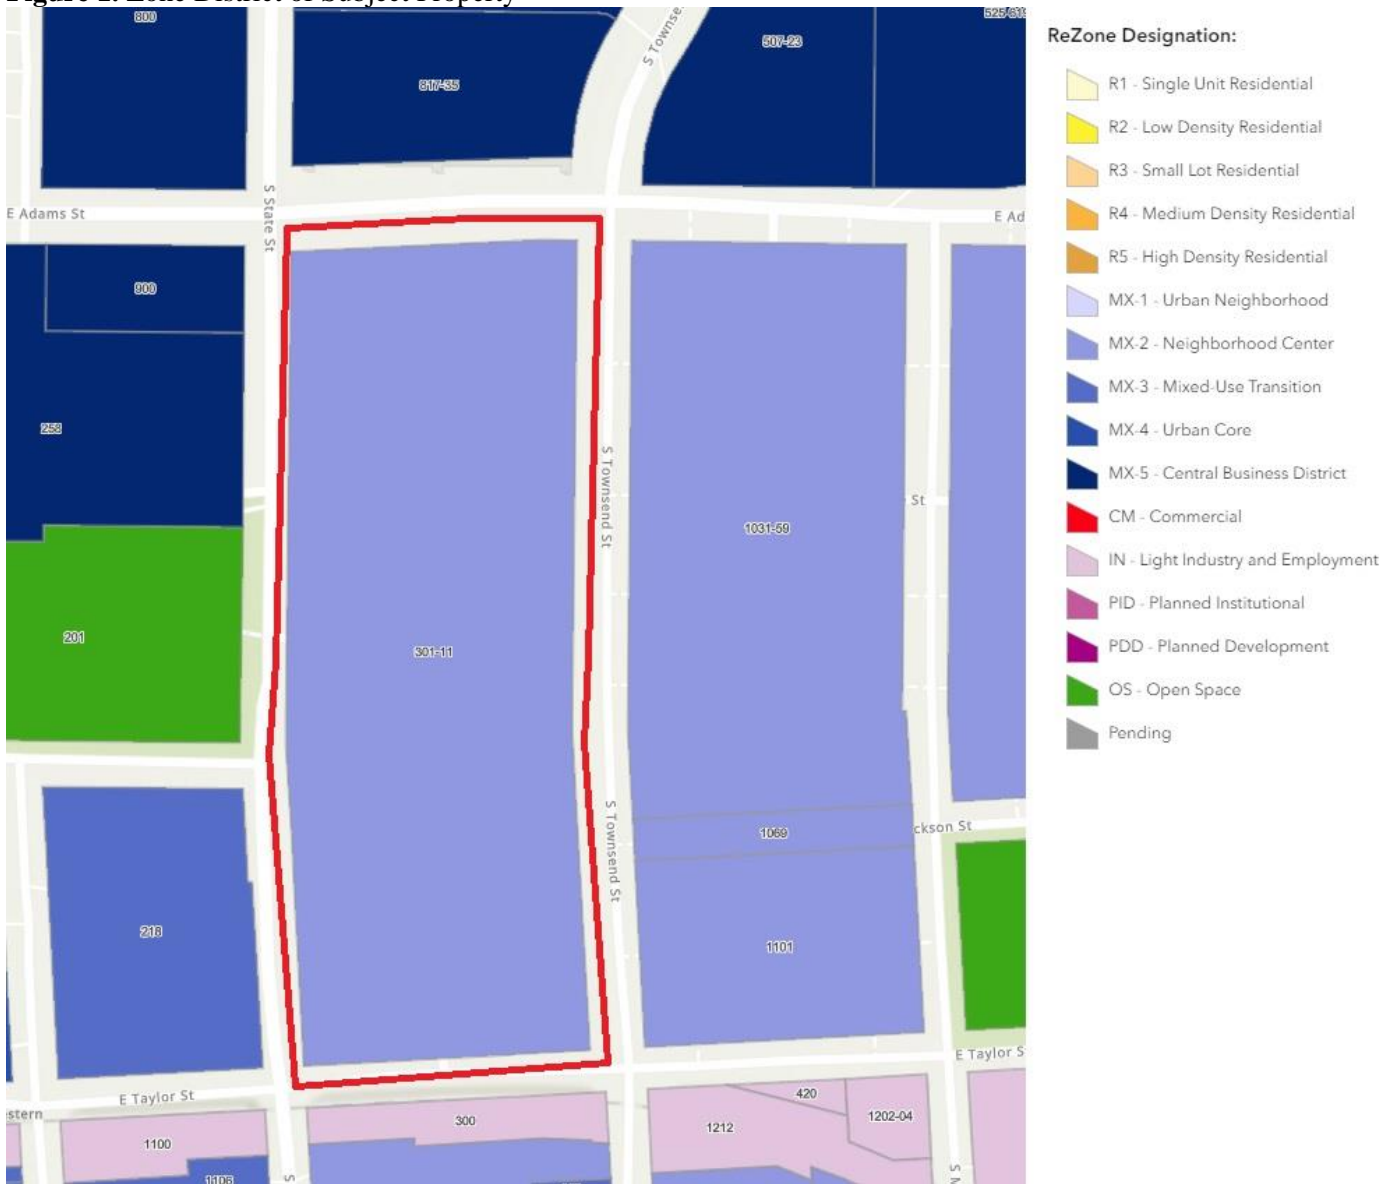 800
817-35
S Townse
507-23
E Adams St
S State St
E Ad
900
258
S Townsend St
St
1031-59
201
301-11
1069
S Townsend St
ckson St
218
1101
E Taylor S
E Taylor St
stern
1100
300
420
1212
1202-04
1106
S
S N
ReZone Designation:
R1 - Single Unit Residential
R2 - Low Density Residential
R3 - Small Lot Residential
R4 - Medium Density Residential
R5 - High Density Residential
MX-1 - Urban Neighborhood
MX-2 - Neighborhood Center
MX-3 - Mixed-Use Transition
MX-4 - Urban Core
MX-5 - Central Business District
CM - Commercial
IN - Light Industry and Employment
PID - Planned Institutional
PDD - Planned Development
OS - Open Space
Pending